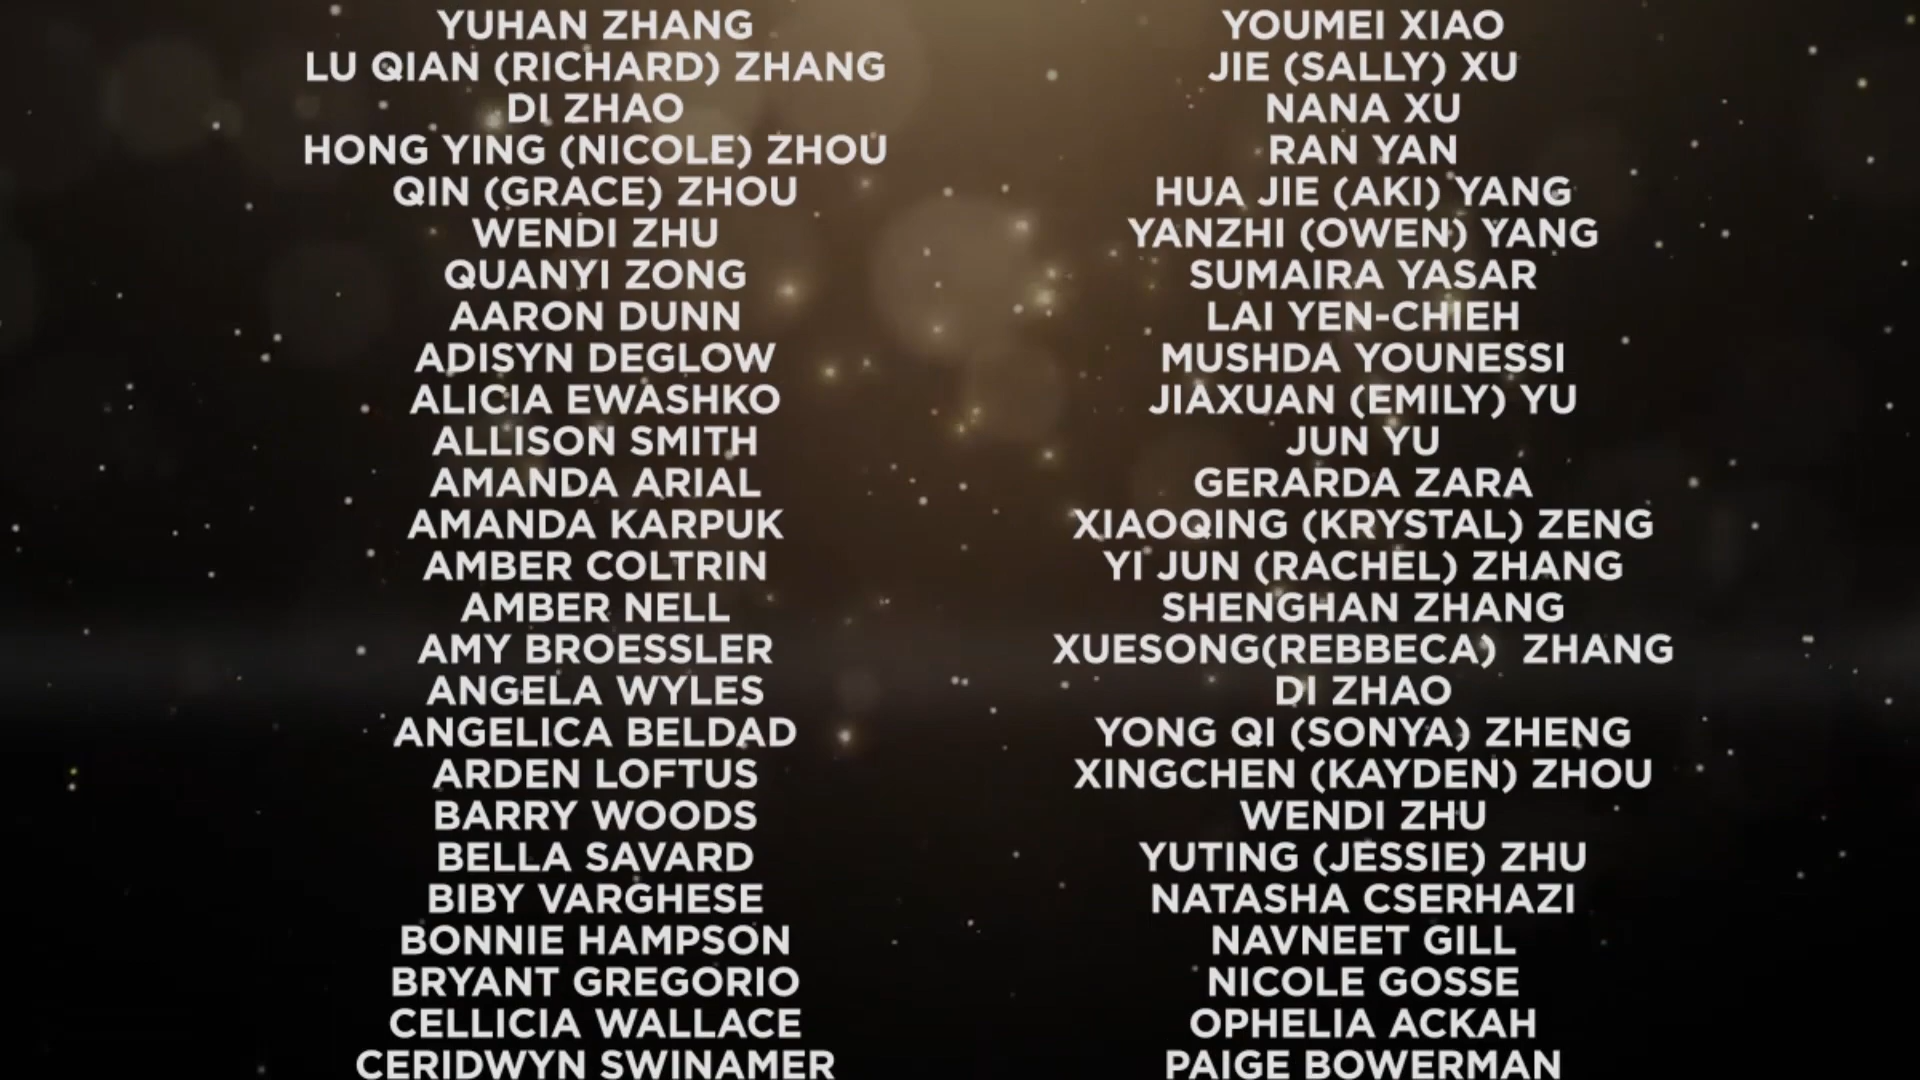 YUHAN ZHANG
LU QIAN (RICHARD) ZHANG
DI ZHAO
HONG YING (NICOLE) ZHOU
QIN (GRACE) ZHOU
WENDI ZHU
QUANYI ZONG
AARON DUNN
ADISYN DEGLOW
ALICIA EWASHKO
ALLISON SMITH
AMANDA ARIAL
AMANDA KARPUK
AMBER COLTRIN
AMBER NELL
AMY BROESSLER
ANGELA WYLES
ANGELICA BELDAD
ARDEN LOFTUS
BARRY WOODS
BELLA SAVARD
BIBY VARGHESE
BONNIE HAMPSON
BRYANT GREGORIO
CELLICIA WALLACE
CERIDWYN SWINAMER
YOUMEI XIAO
JIE (SALLY) XU
NANA XU
RAN YAN
HUA JIE (AKI) YANG
YANZHI (OWEN) YANG
SUMAIRA YASAR
LAI YEN-CHIEH
MUSHDA YOUNESSI
JIAXUAN (EMILY) YU
JUN YU
GERARDA ZARA
XIAOQING (KRYSTAL) ZENG
YI JUN (RACHEL) ZHANG
SHENGHAN ZHANG
XUESONG(REBBECA)  ZHANG
DI ZHAO
YONG QI (SONYA) ZHENG
XINGCHEN (KAYDEN) ZHOU
WENDI ZHU
YUTING (JESSIE) ZHU
NATASHA CSERHAZI
NAVNEET GILL
NICOLE GOSSE
OPHELIA ACKAH
PAIGE BOWERMAN